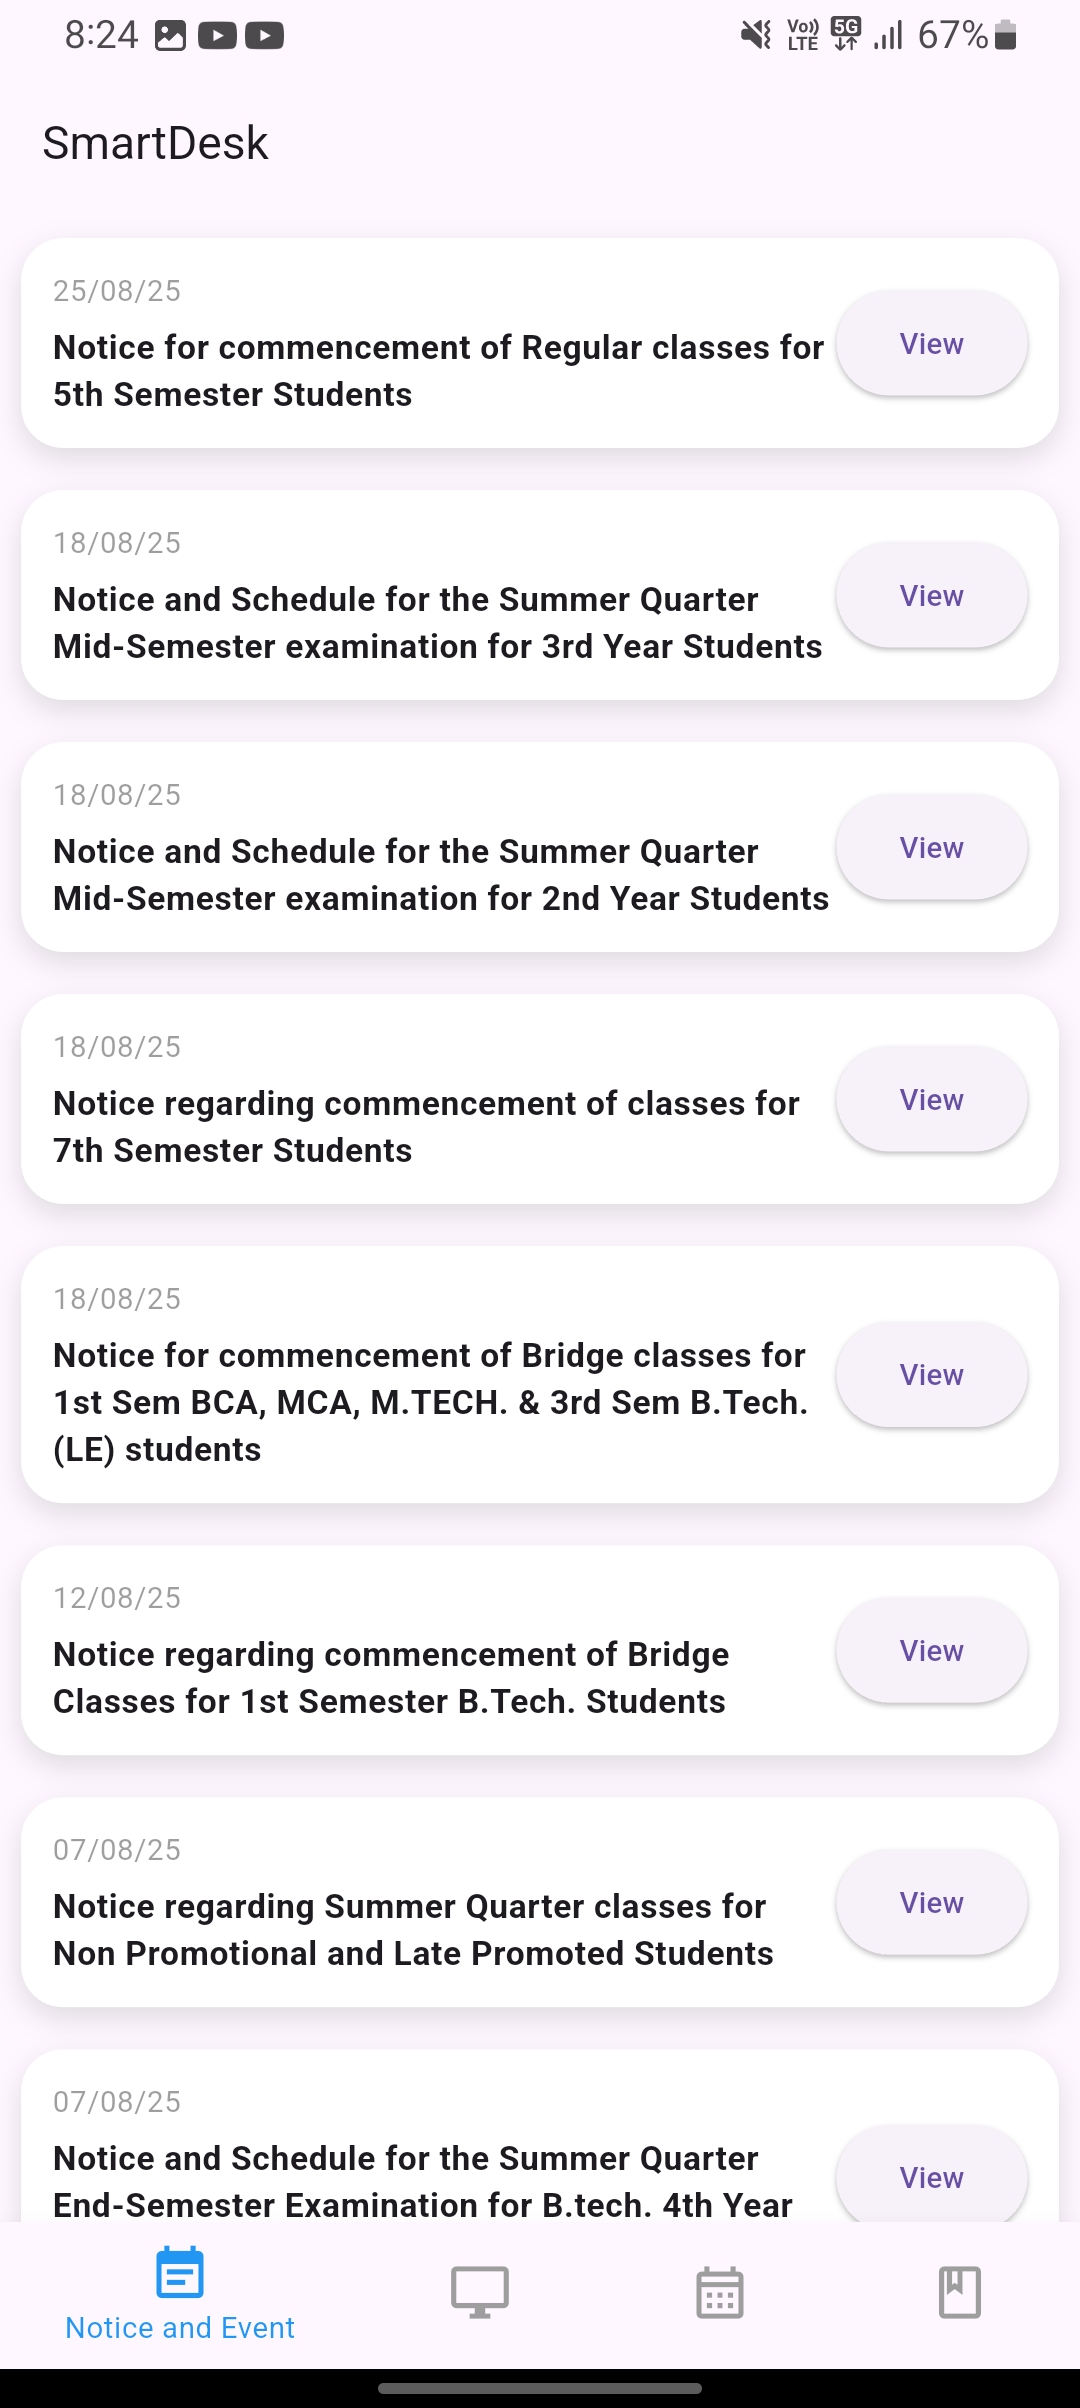 8:24
Vo)) LTE 5G 67%
SmartDesk
25/08/25
Notice for commencement of Regular classes for
5th Semester Students
View
18/08/25
Notice and Schedule for the Summer Quarter
Mid-Semester examination for 3rd Year Students
View
18/08/25
Notice and Schedule for the Summer Quarter
Mid-Semester examination for 2nd Year Students
View
18/08/25
Notice regarding commencement of classes for
7th Semester Students
View
18/08/25
Notice for commencement of Bridge classes for
1st Sem BCA, MCA, M.TECH. & 3rd Sem B.Tech.
(LE) students
View
12/08/25
Notice regarding commencement of Bridge
Classes for 1st Semester B.Tech. Students
View
07/08/25
Notice regarding Summer Quarter classes for
Non Promotional and Late Promoted Students
View
07/08/25
Notice and Schedule for the Summer Quarter
End-Semester Examination for B.tech. 4th Year
View
Notice and Event